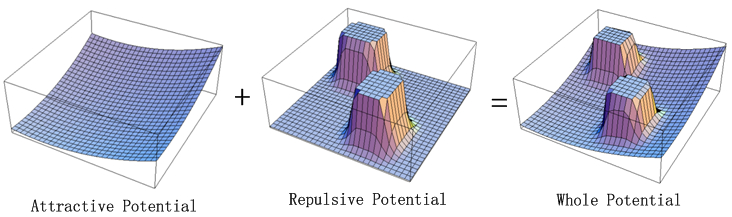 +
=
Attractive Potential
Repulsive Potential
Whole Potential